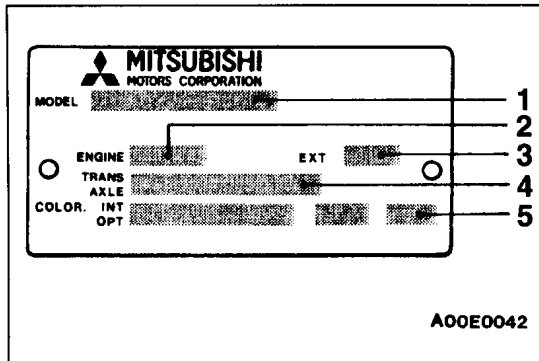 MITSUBISHI
MOTORS CORPORATION
MODEL 1
2
ENGINE EXT 3
TRANS
AXLE 4
COLOR. INT
OPT 5
A00E0042